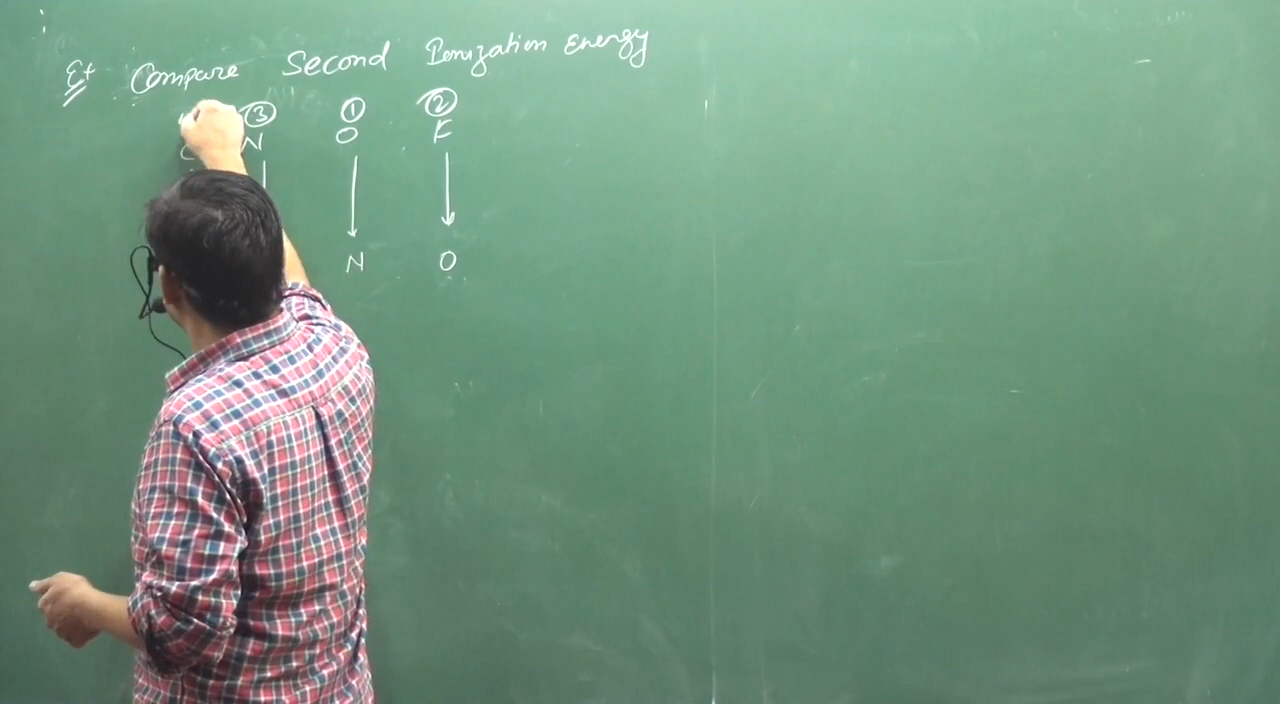 Ex Compare Second Ionization Energy
③ ① ②
C N O F
N O